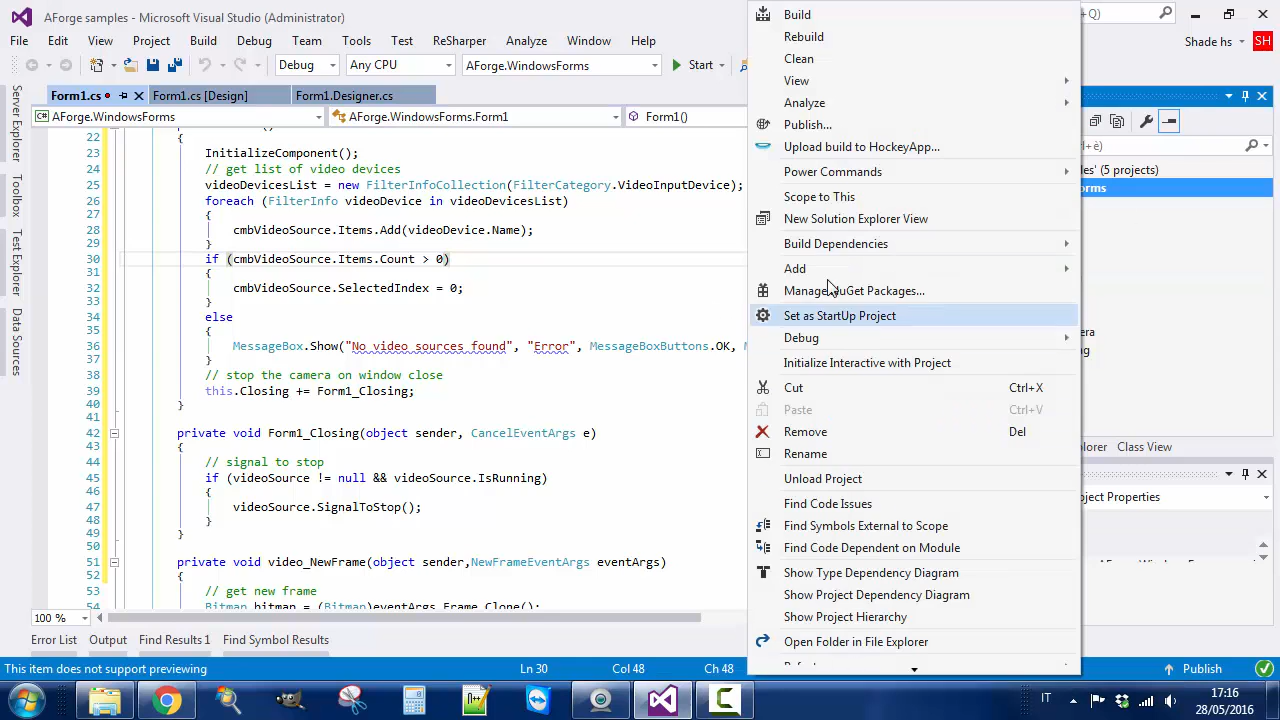 AForge samples - Microsoft Visual Studio (Administrator)
Q)
File Edit View Project Build Debug Team Tools Test ReSharper Analyze Window Help
Shade hs
SH
Debug
Any CPU
AForge.WindowsForms
Start
Form1.cs
Form1.cs [Design]
Form1.Designer.cs
AForge.WindowsForms
AForge.WindowsForms.Form1
Form1()
Server Explorer
Toolbox
Test Explorer
Data Sources
22 {
23 InitializeComponent();
24 // get list of video devices
25 videoDevicesList = new FilterInfoCollection(FilterCategory.VideoInputDevice);
26 foreach (FilterInfo videoDevice in videoDevicesList)
27 {
28 cmbVideoSource.Items.Add(videoDevice.Name);
29 }
30 if (cmbVideoSource.Items.Count > 0)
31 {
32 cmbVideoSource.SelectedIndex = 0;
33 }
34 else
35 {
36 MessageBox.Show("No video sources found", "Error", MessageBoxButtons.OK, M
37 }
38 // stop the camera on window close
39 this.Closing += Form1_Closing;
40 }
41
42 private void Form1_Closing(object sender, CancelEventArgs e)
43 {
44 // signal to stop
45 if (videoSource != null && videoSource.IsRunning)
46 {
47 videoSource.SignalToStop();
48 }
49 }
50
51 private void video_NewFrame(object sender,NewFrameEventArgs eventArgs)
52 {
53 // get new frame
54 Bitmap bitmap = (Bitmap)eventArgs.Frame.Clone();
100 %
Build
Rebuild
Clean
View
Analyze
Publish...
Upload build to HockeyApp...
Power Commands
Scope to This
New Solution Explorer View
Build Dependencies
Add
Manage NuGet Packages...
Set as StartUp Project
Debug
Initialize Interactive with Project
Cut Ctrl+X
Paste Ctrl+V
Remove Del
Rename
Unload Project
Find Code Issues
Find Symbols External to Scope
Find Code Dependent on Module
Show Type Dependency Diagram
Show Project Dependency Diagram
Show Project Hierarchy
Open Folder in File Explorer
l+è)
les' (5 projects)
rms
era
ng
plorer Class View
ject Properties
Error List Output Find Results 1 Find Symbol Results
This item does not support previewing
Ln 30
Col 48
Ch 48
Publish
IT
17:16
28/05/2016